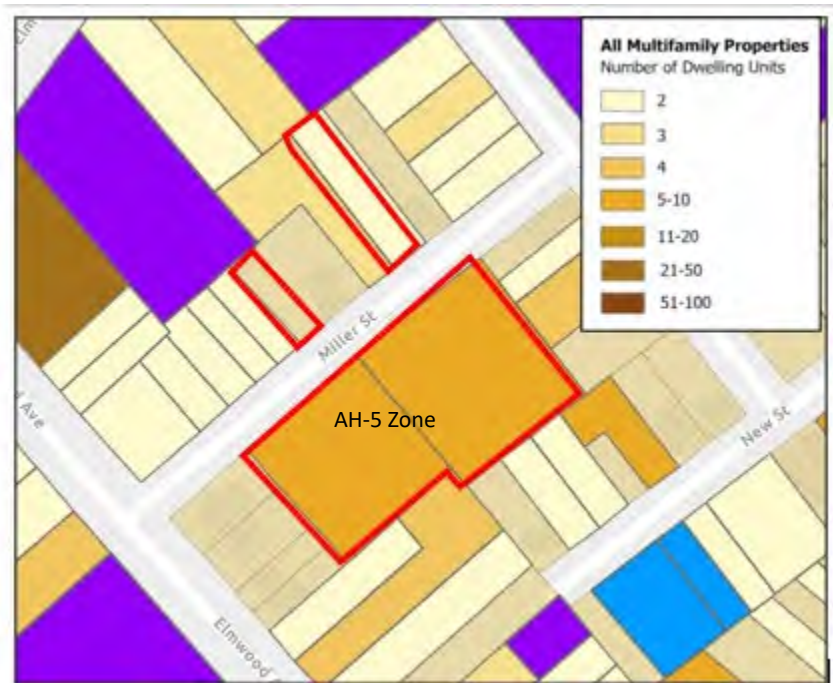 Elm
All Multifamily Properties
Number of Dwelling Units
2
3
4
5-10
11-20
21-50
51-100
Miller St
AH-5 Zone
d Ave
New St
Elmwood